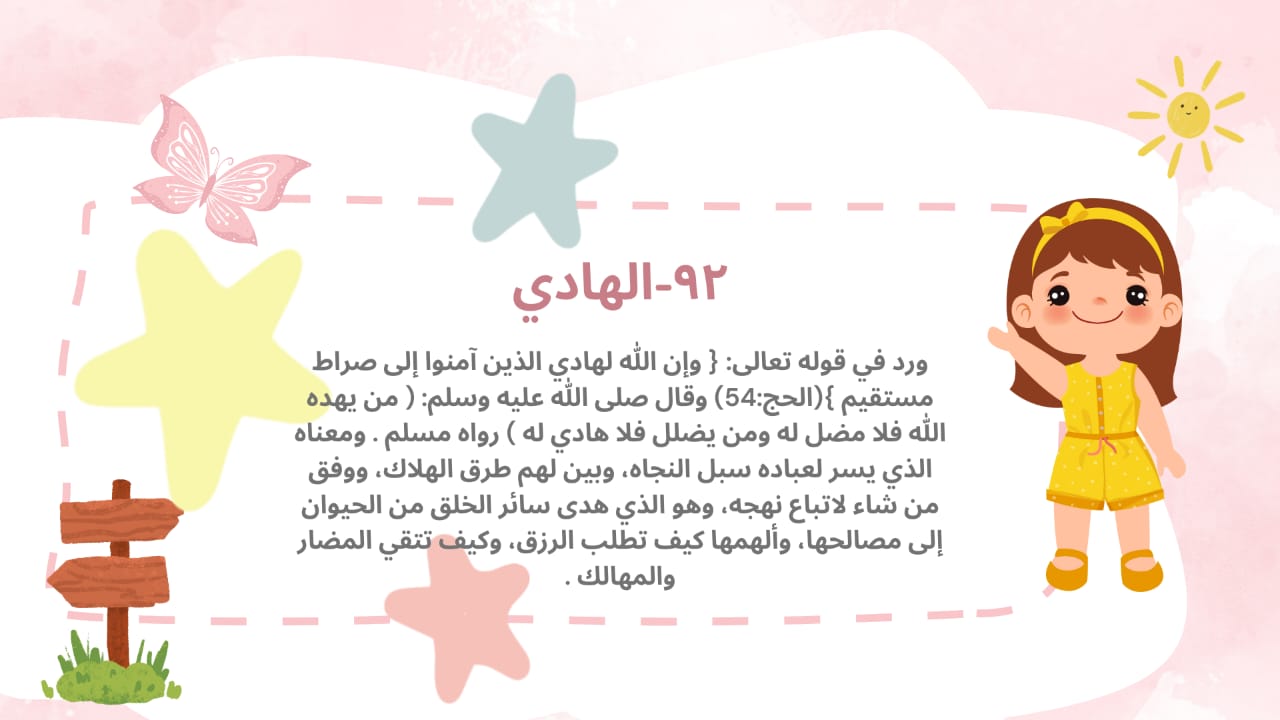 ٩٢-الهادي
ورد في قوله تعالى: { وإن الله لهادي الذين آمنوا إلى صراط
مستقيم }(الحج:54) وقال صلى الله عليه وسلم: ( من يهده
الله فلا مضل له ومن يضلل فلا هادي له ) رواه مسلم . ومعناه
الذي يسر لعباده سبل النجاه، وبين لهم طرق الهلاك، ووفق
من شاء لاتباع نهجه، وهو الذي هدى سائر الخلق من الحيوان
إلى مصالحها، وألهمها كيف تطلب الرزق، وكيف تتقي المضار
والمهالك .